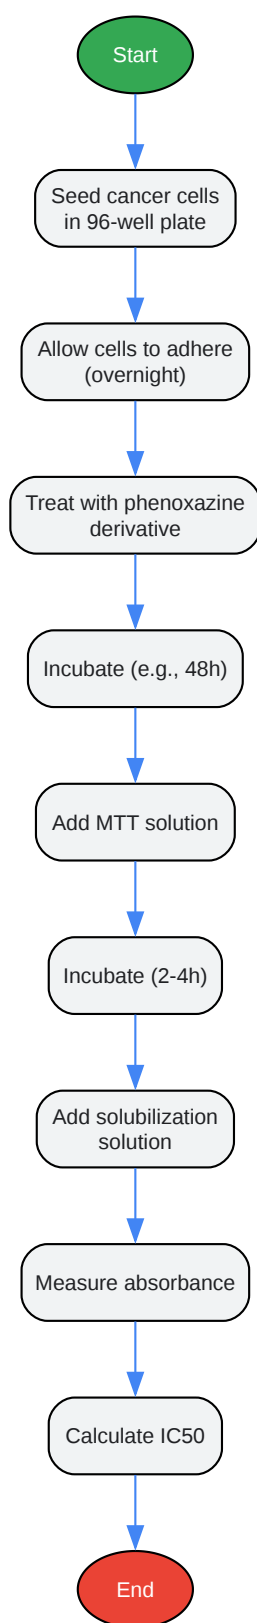 Start
Seed cancer cells
in 96-well plate
Allow cells to adhere
(overnight)
Treat with phenoxazine
derivative
Incubate (e.g., 48h)
Add MTT solution
Incubate (2-4h)
Add solubilization
solution
Measure absorbance
Calculate IC50
End